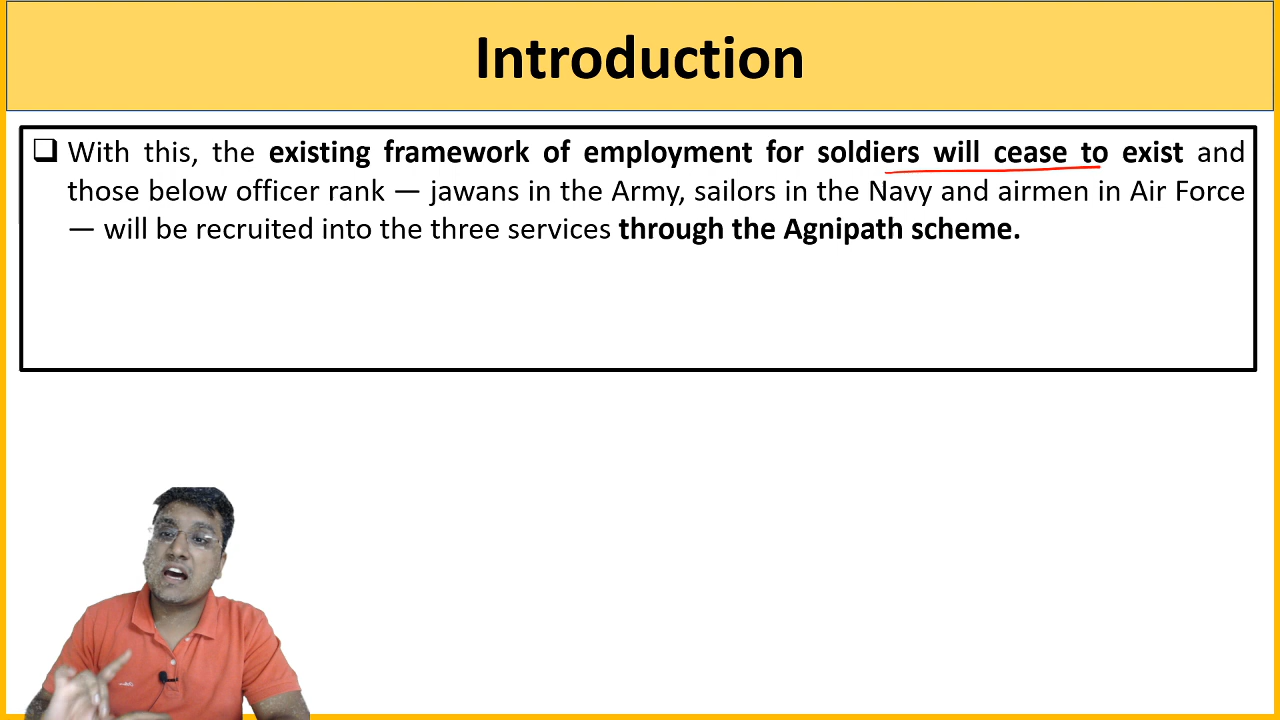 Introduction
❑ With this, the existing framework of employment for soldiers will cease to exist and
those below officer rank — jawans in the Army, sailors in the Navy and airmen in Air Force
— will be recruited into the three services through the Agnipath scheme.